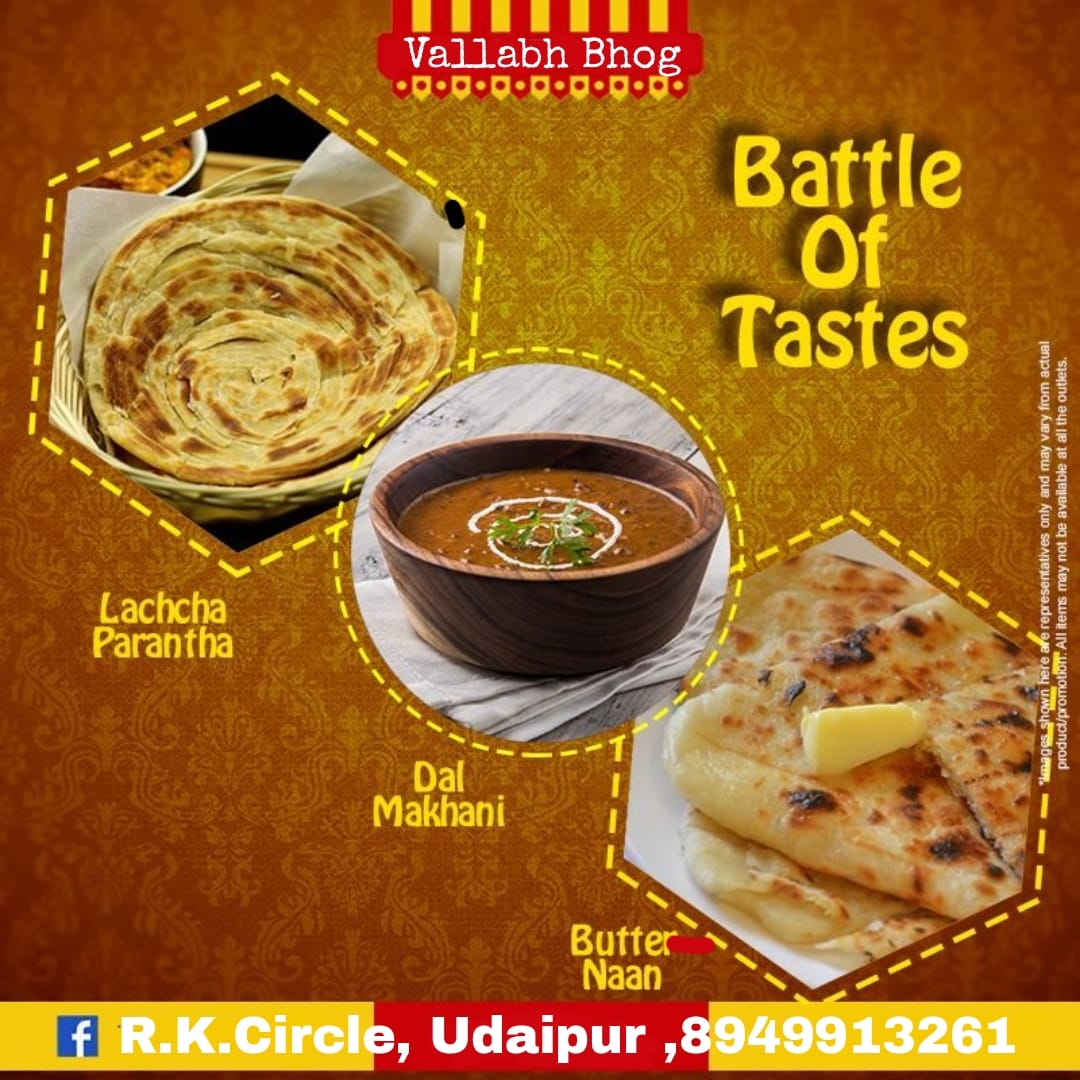 Vallabh Bhog
Battle
Of
Tastes
Lachcha
Parantha
Dal
Makhani
Butter
Naan
*Images shown here are representatives only and may vary from actual
product/promotion. All items may not be available at all the outlets.
f R.K.Circle, Udaipur ,8949913261